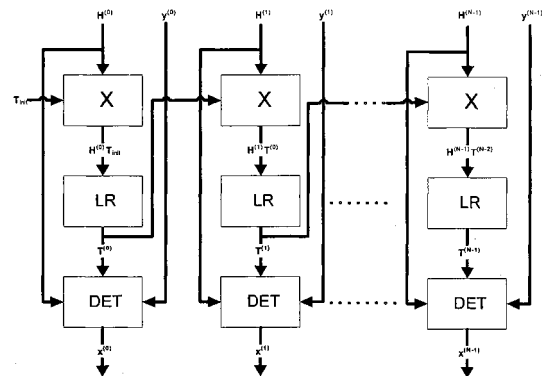 H(0) y(0) H(1) y(1) H(N-1) y(N-1)
Tinit X X X
H(0)Tinit H(1)T(0) H(N-1)T(N-2)
LR LR LR
T(0) T(1) T(N-1)
DET DET DET
x(0) x(1) x(N-1)